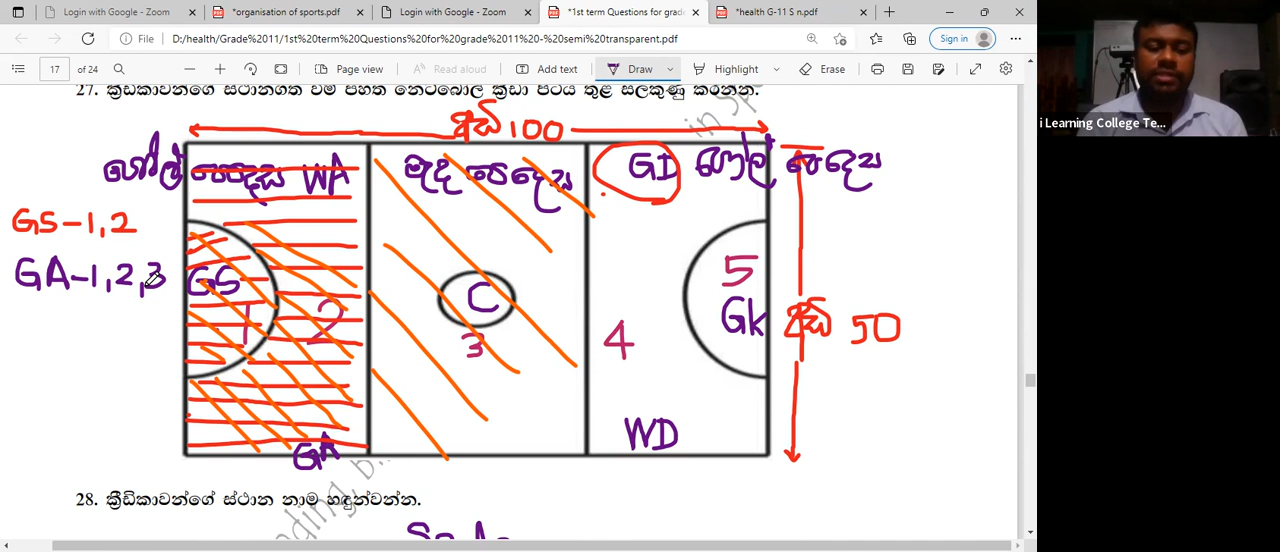 Login with Google - Zoom
*organisation of sports.pdf
Login with Google - Zoom
*1st term Questions for grade
*health G-11 S n.pdf
File
D:/health/Grade%2011/1st%20term%20Questions%20for%20grade%2011%20-%20semi%20transparent.pdf
Sign in
17 of 24
Page view
Read aloud
Add text
Draw
Highlight
Erase
27. ක්‍රීඩිකාවන්ගේ ස්ථානගත වීම් පහත නෙට්බෝල් ක්‍රීඩා පිටිය තුළ සලකුණු කරන්න.
i Learning College Te...
අඩි 100
ගෝල් පෙදෙස WA
මැද පෙදෙස
GD ගෝල් පෙදෙස
GS-1,2
GA-1,2,3
GS
1
2
C
3
4
5
Gk
අඩි 50
WD
GA
28. ක්‍රීඩිකාවන්ගේ ස්ථාන නාම හඳුන්වන්න.